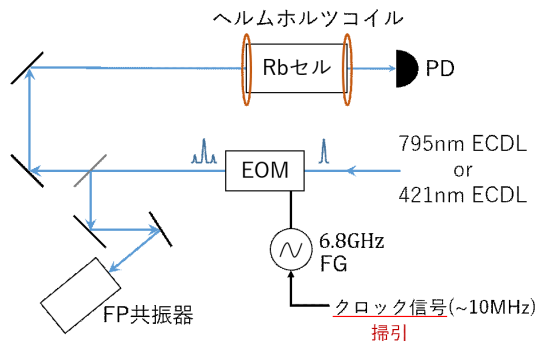 ヘルムホルツコイル
Rbセル
PD
795nm ECDL
or
421nm ECDL
EOM
6.8GHz
FG
FP共振器
クロック信号(~10MHz)
掃引